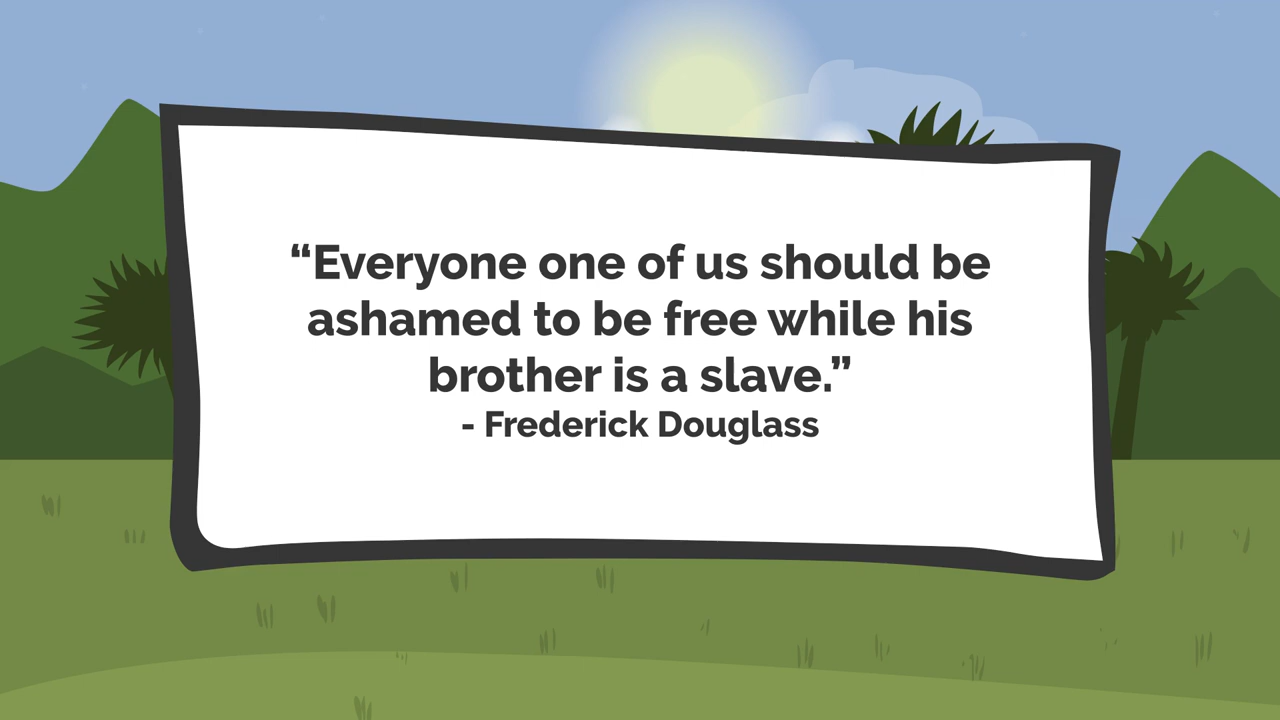 “Everyone one of us should be
ashamed to be free while his
brother is a slave.”
- Frederick Douglass